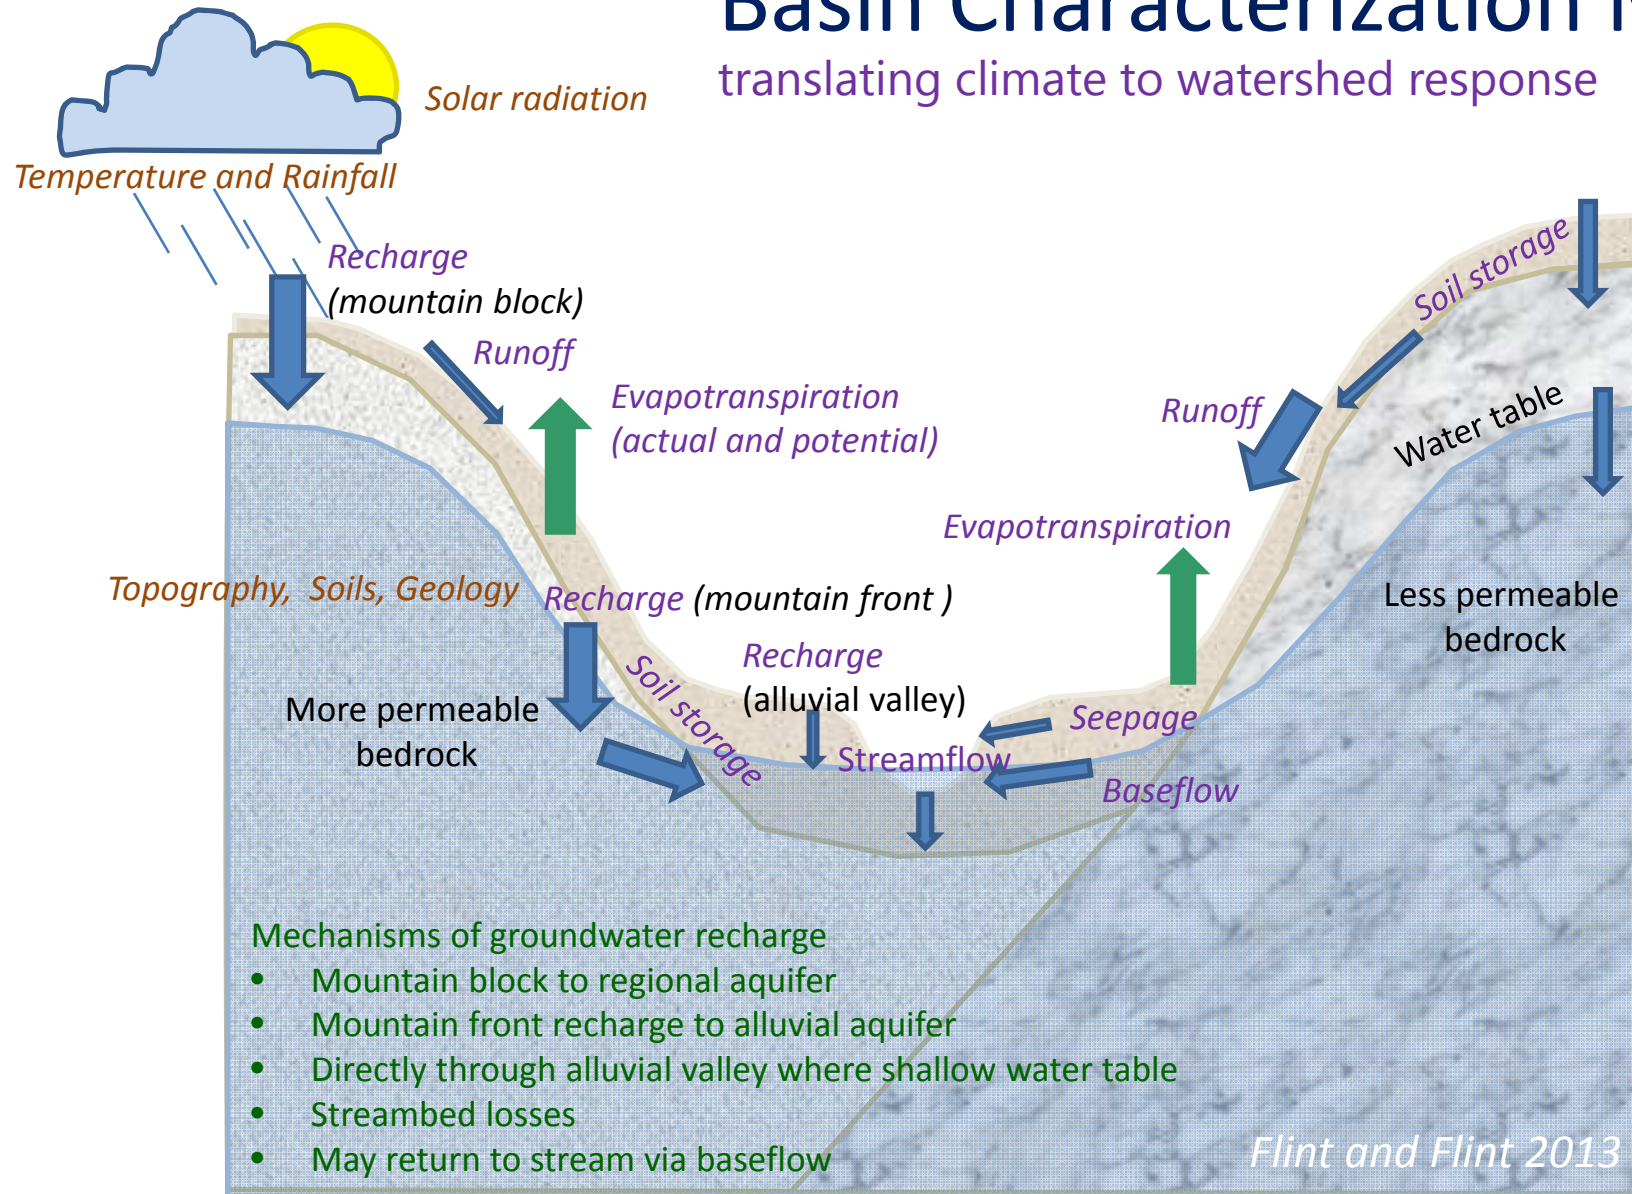 Basin Characterization
translating climate to watershed response
Solar radiation
Temperature and Rainfall
Recharge
(mountain block)
Runoff
Evapotranspiration
(actual and potential)
Soil storage
Runoff
Water table
Evapotranspiration
Topography, Soils, Geology
Recharge (mountain front )
Less permeable
bedrock
Recharge
(alluvial valley)
Soil storage
More permeable
bedrock
Seepage
Streamflow
Baseflow
Mechanisms of groundwater recharge
• Mountain block to regional aquifer
• Mountain front recharge to alluvial aquifer
• Directly through alluvial valley where shallow water table
• Streambed losses
• May return to stream via baseflow
Flint and Flint 2013